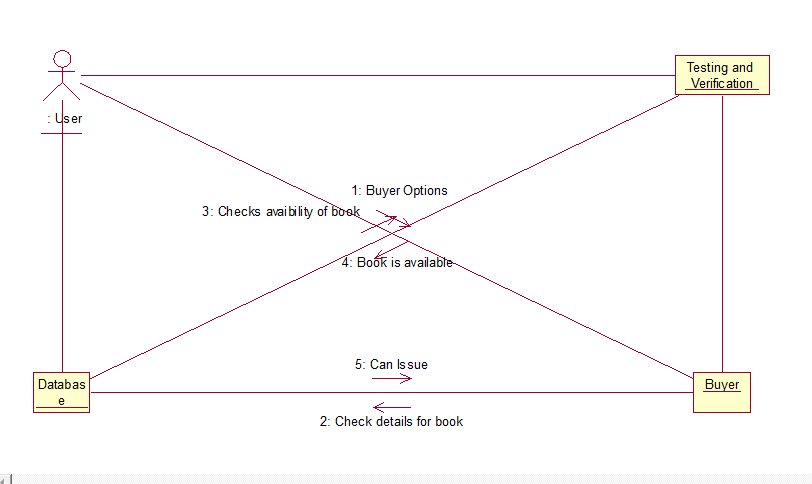 Testing and
Verification
: User
1: Buyer Options
3: Checks avaibility of book
4: Book is available
5: Can Issue
Databas
e
Buyer
2: Check details for book